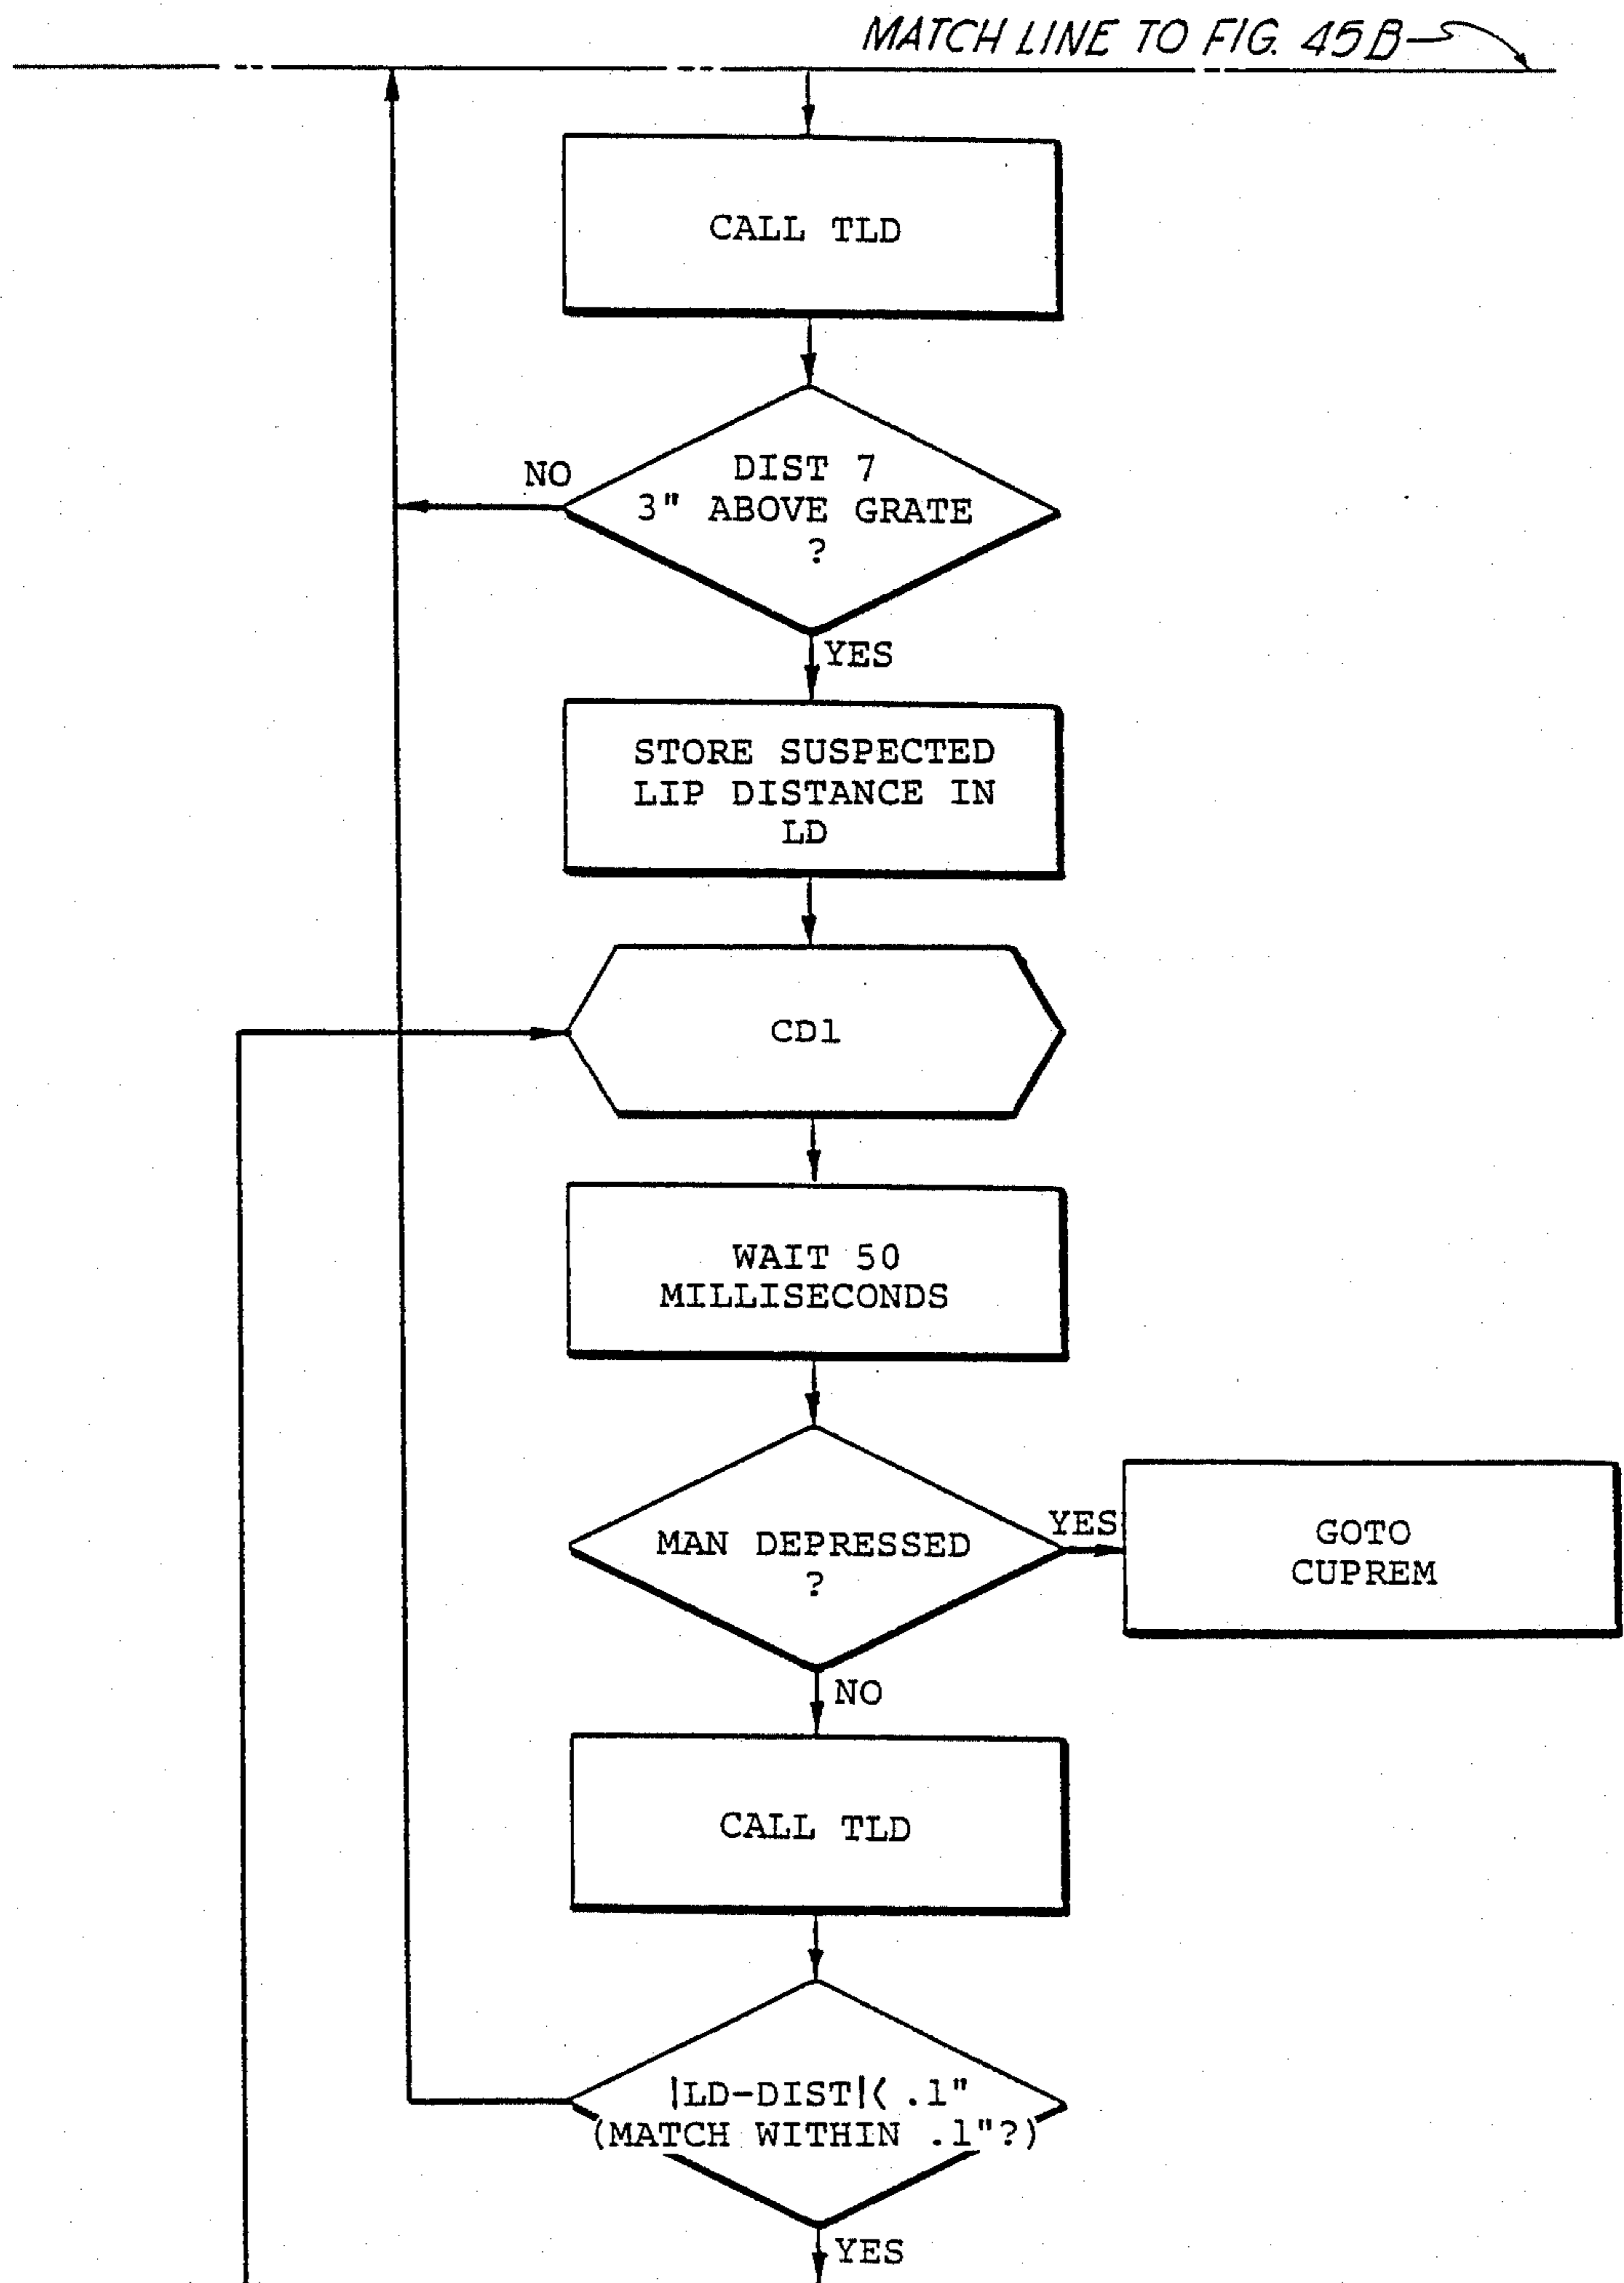 MATCH LINE TO FIG. 45B
CALL TLD
DIST 7
3" ABOVE GRATE
?
NO
YES
STORE SUSPECTED
LIP DISTANCE IN
LD
CD1
WAIT 50
MILLISECONDS
MAN DEPRESSED
?
YES
GOTO
CUPREM
NO
CALL TLD
|LD-DIST|< .1"
(MATCH WITHIN .1"?)
YES